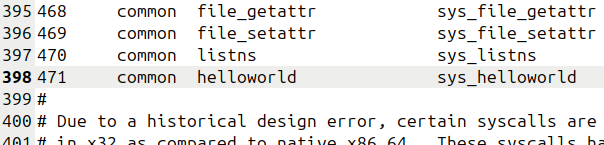 395 468 common file_getattr sys_file_getattr
396 469 common file_setattr sys_file_setattr
397 470 common listns sys_listns
398 471 common helloworld sys_helloworld
399 #
400 # Due to a historical design error, certain syscalls are
401 # in x32 as compared to native x86_64. These syscalls ha